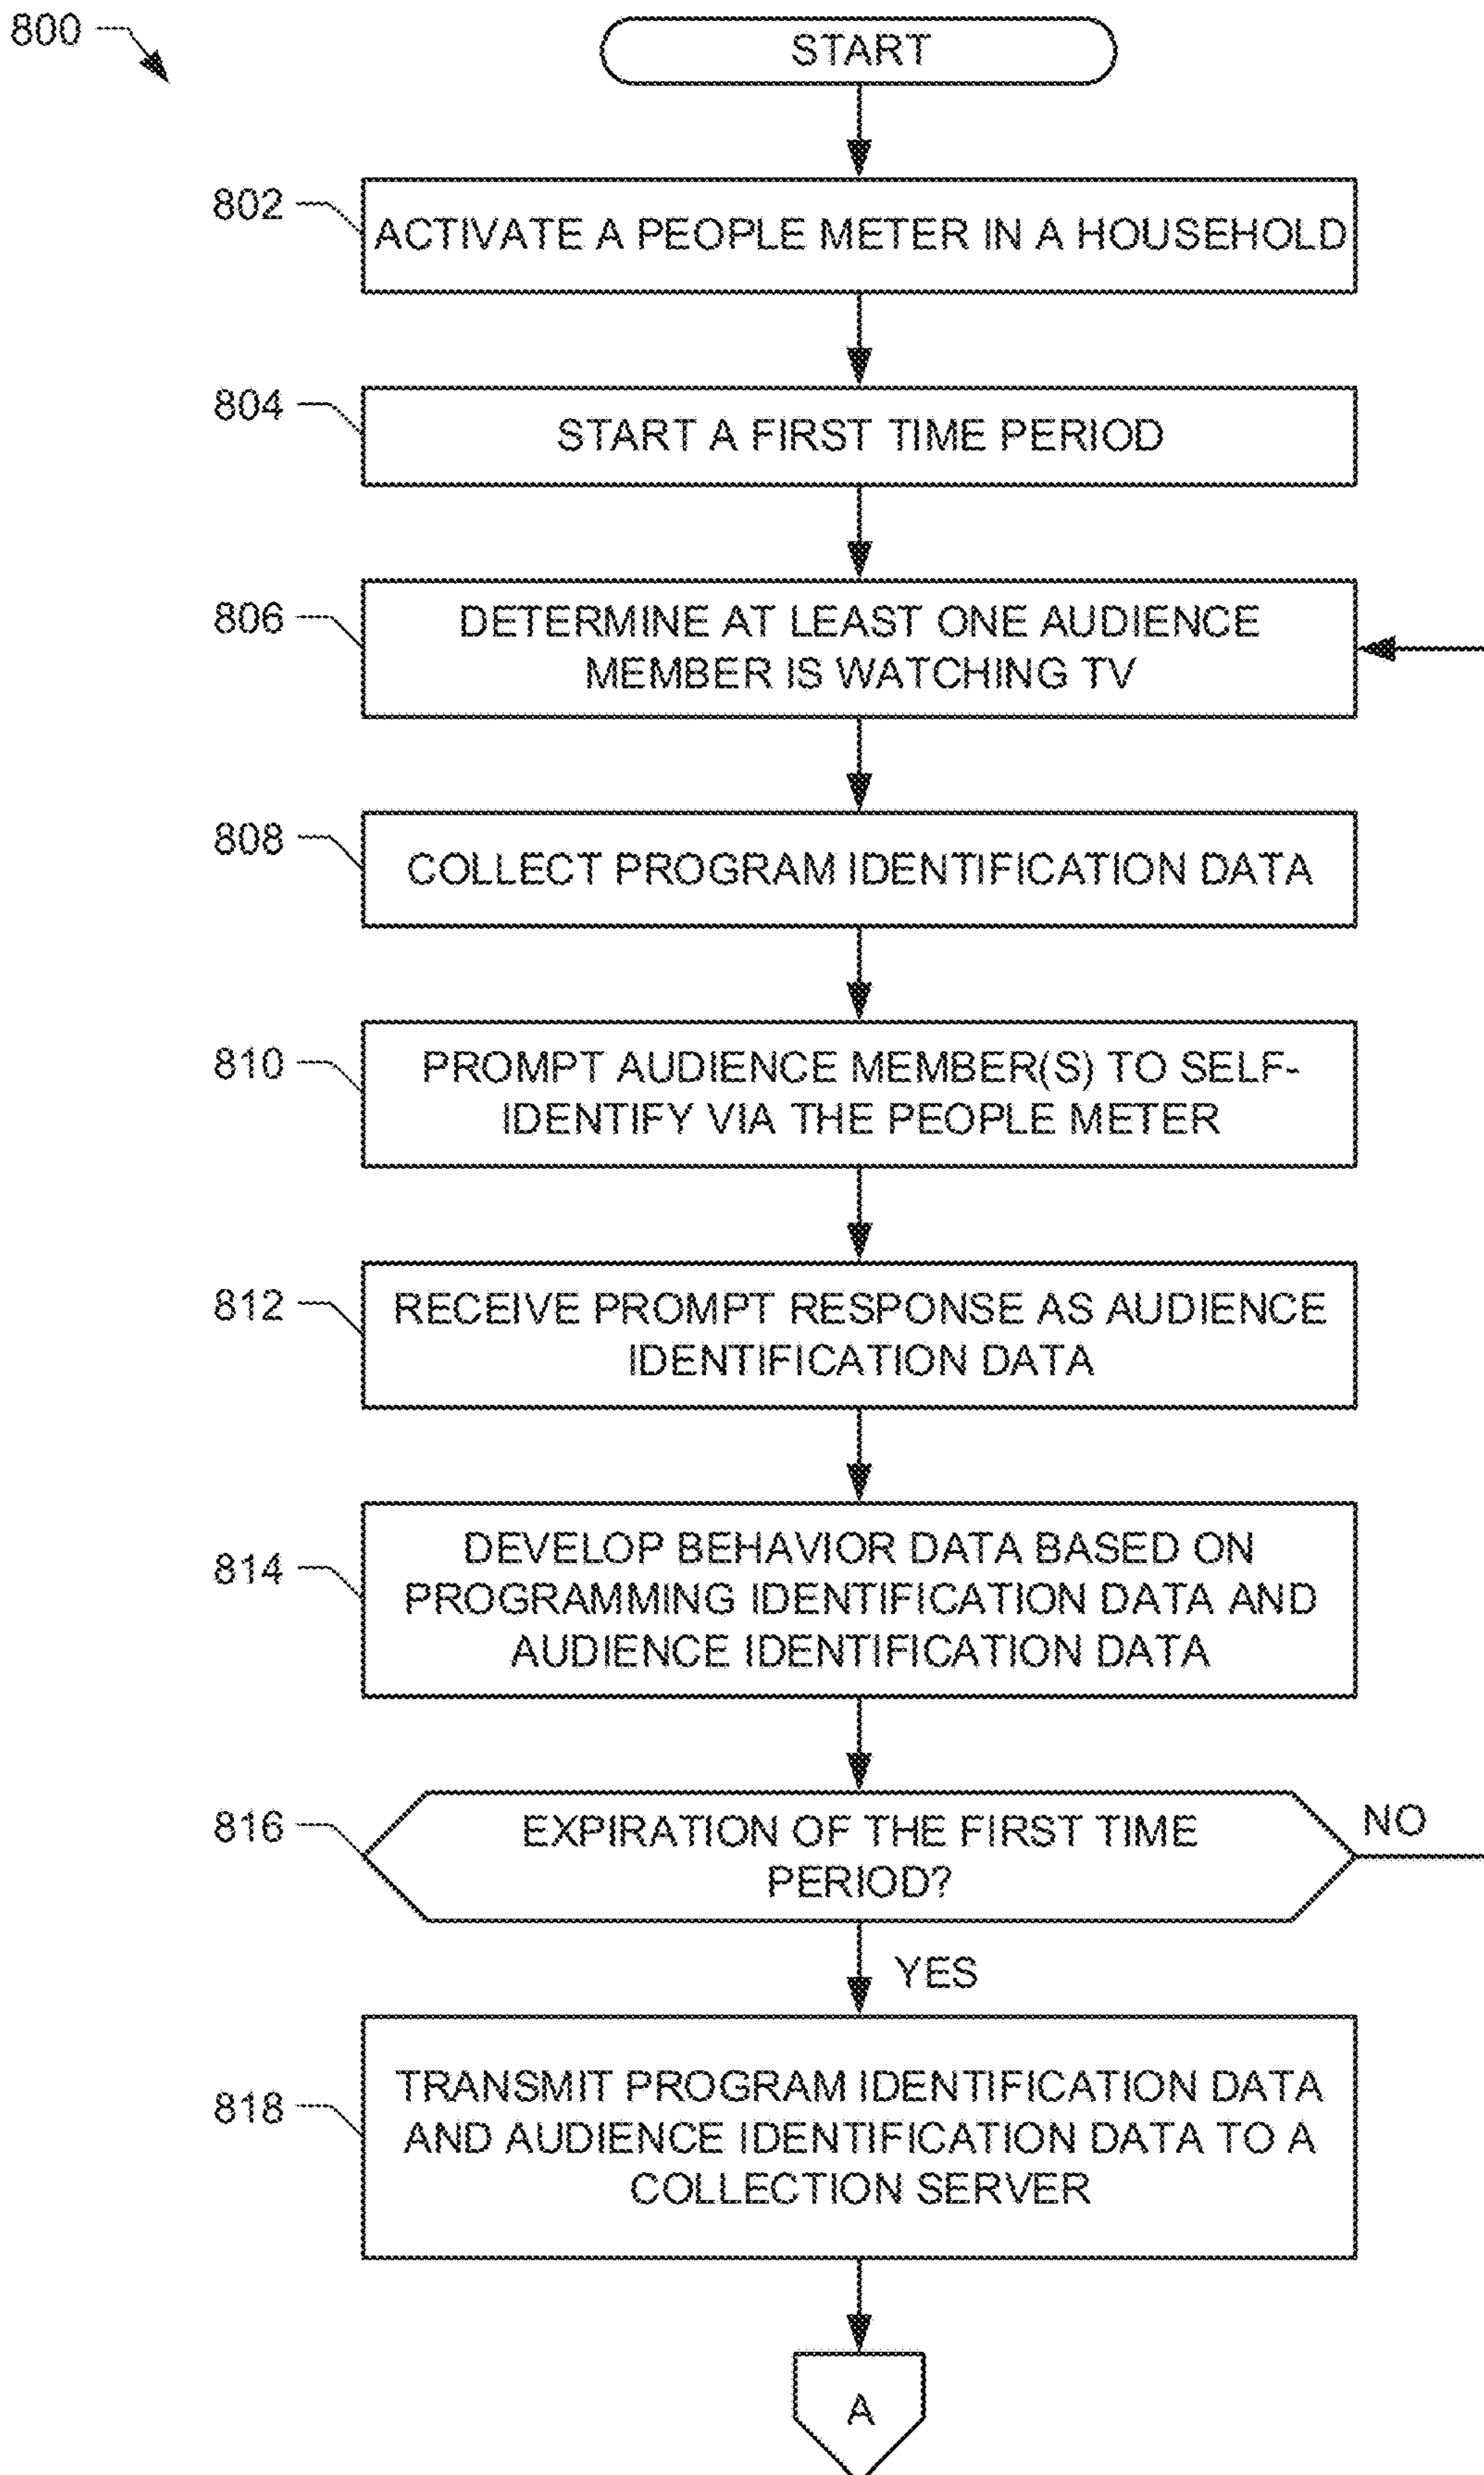 800
START
802
ACTIVATE A PEOPLE METER IN A HOUSEHOLD
804
START A FIRST TIME PERIOD
806
DETERMINE AT LEAST ONE AUDIENCE
MEMBER IS WATCHING TV
808
COLLECT PROGRAM IDENTIFICATION DATA
810
PROMPT AUDIENCE MEMBER(S) TO SELF-
IDENTIFY VIA THE PEOPLE METER
812
RECEIVE PROMPT RESPONSE AS AUDIENCE
IDENTIFICATION DATA
814
DEVELOP BEHAVIOR DATA BASED ON
PROGRAMMING IDENTIFICATION DATA AND
AUDIENCE IDENTIFICATION DATA
816
EXPIRATION OF THE FIRST TIME
PERIOD?
NO
YES
818
TRANSMIT PROGRAM IDENTIFICATION DATA
AND AUDIENCE IDENTIFICATION DATA TO A
COLLECTION SERVER
A